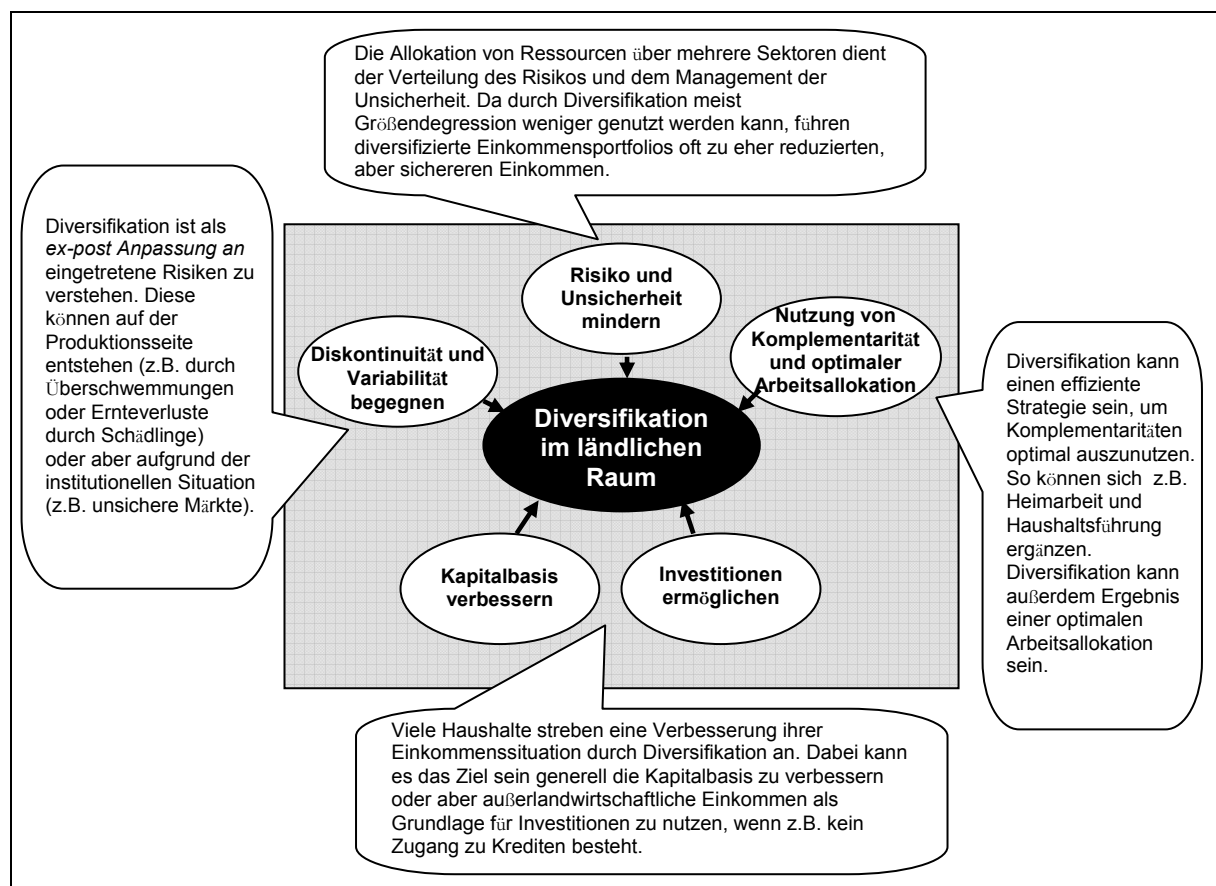 Die Allokation von Ressourcen über mehrere Sektoren dient
der Verteilung des Risikos und dem Management der
Unsicherheit. Da durch Diversifikation meist
Größendegression weniger genutzt werden kann, führen
diversifizierte Einkommensportfolios oft zu eher reduzierten,
aber sichereren Einkommen.
Diversifikation ist als
ex-post Anpassung an
eingetretene Risiken zu
verstehen. Diese
können auf der
Produktionsseite
entstehen (z.B. durch
Überschwemmungen
oder Ernteverluste
durch Schädlinge)
oder aber aufgrund der
institutionellen Situation
(z.B. unsichere Märkte).
Risiko und
Unsicherheit
mindern
Diskontinuität und
Variabilität
begegnen
Nutzung von
Komplementarität
und optimaler
Arbeitsallokation
Diversifikation
im ländlichen
Raum
Kapitalbasis
verbessern
Investitionen
ermöglichen
Diversifikation kann
einen effiziente
Strategie sein, um
Komplementaritäten
optimal auszunutzen.
So können sich z.B.
Heimarbeit und
Haushaltsführung
ergänzen.
Diversifikation kann
außerdem Ergebnis
einer optimalen
Arbeitsallokation
sein.
Viele Haushalte streben eine Verbesserung ihrer
Einkommenssituation durch Diversifikation an. Dabei kann
es das Ziel sein generell die Kapitalbasis zu verbessern
oder aber außerlandwirtschaftliche Einkommen als
Grundlage für Investitionen zu nutzen, wenn z.B. kein
Zugang zu Krediten besteht.